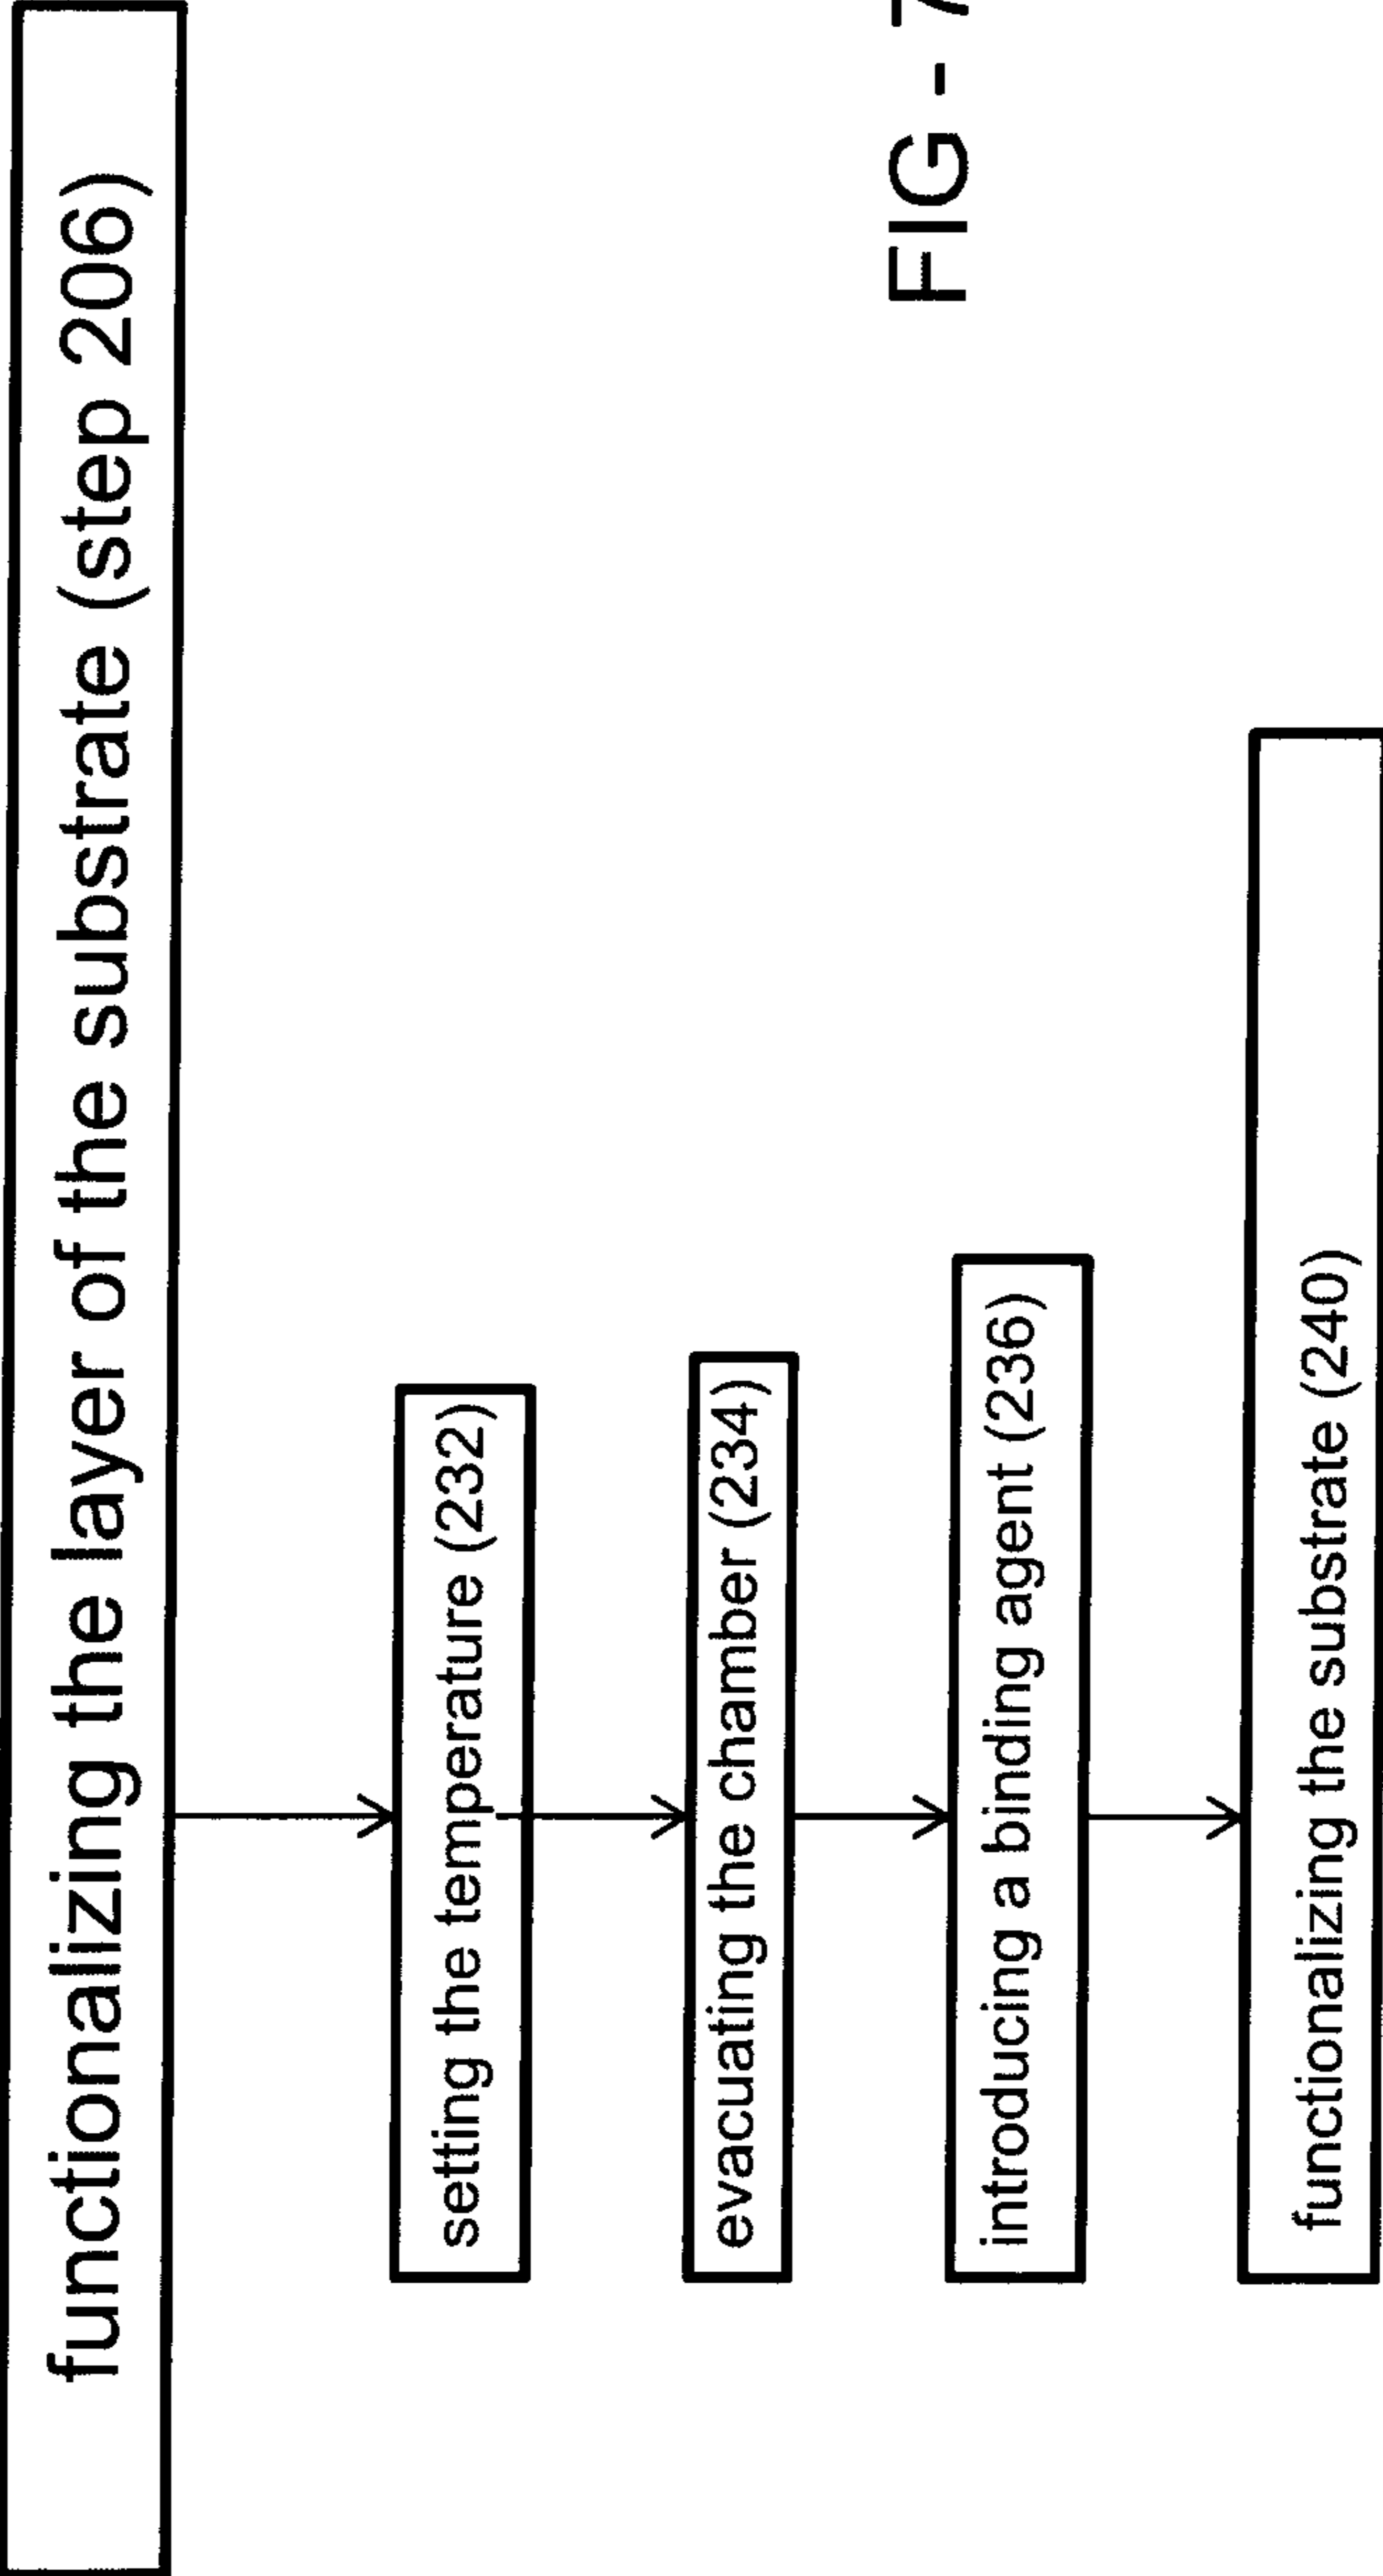 functionalizing the layer of the substrate (step 206)
setting the temperature (232)
evacuating the chamber (234)
introducing a binding agent (236)
functionalizing the substrate (240)
FIG - 7